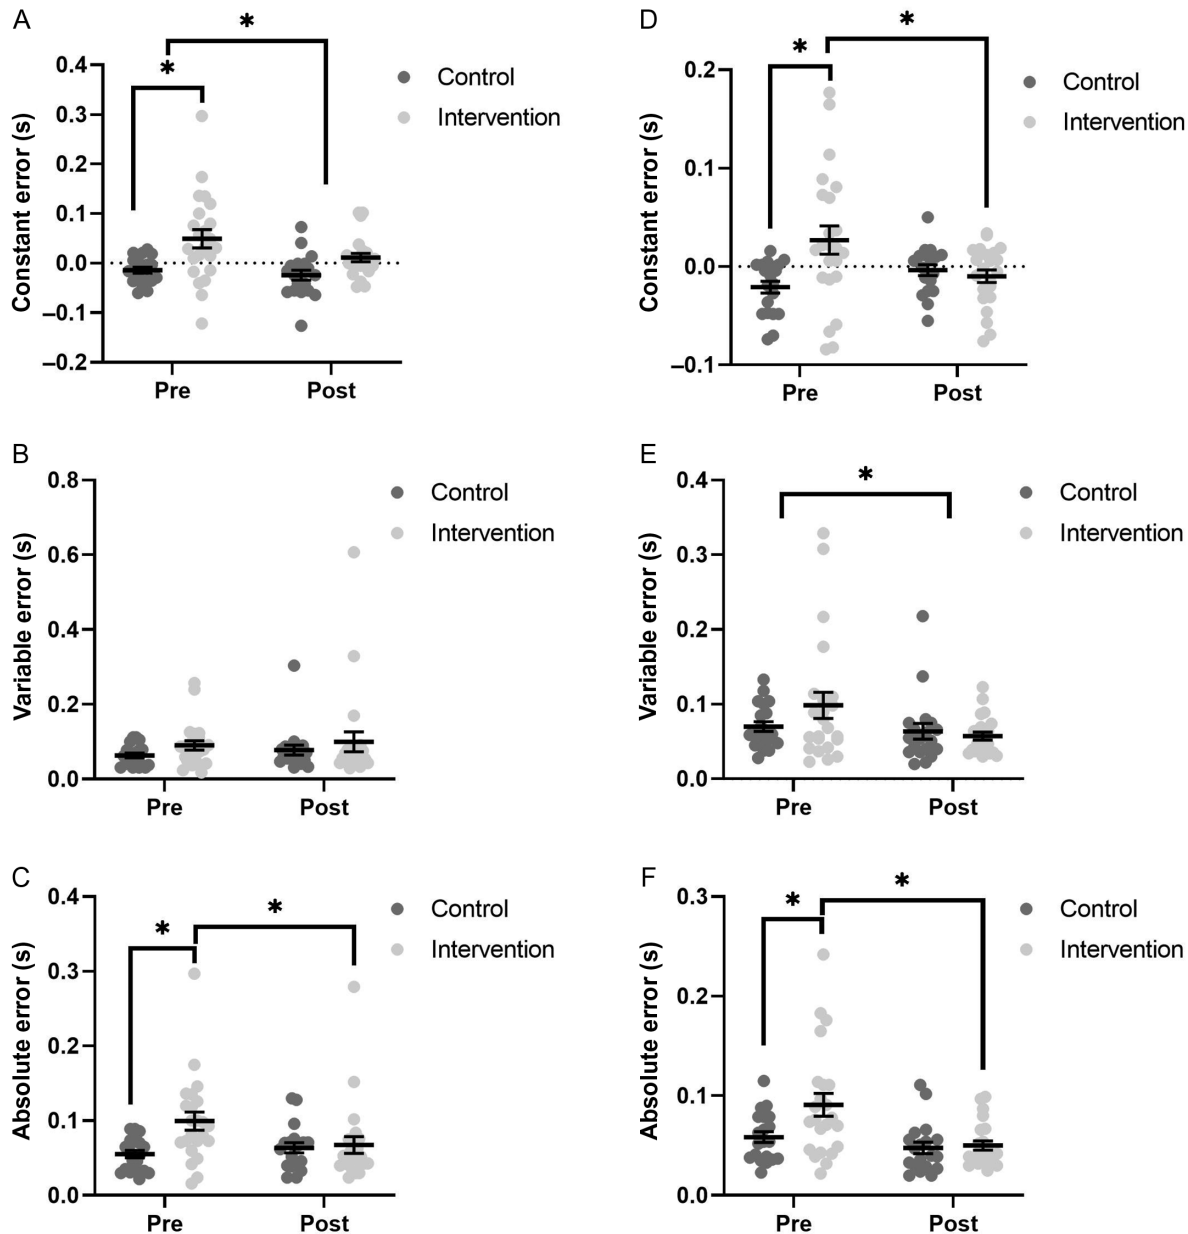 A
*
*
Constant error (s)
0.4
0.3
0.2
0.1
0.0
–0.1
–0.2
Pre
Post
Control
Intervention
D
*
*
Constant error (s)
0.2
0.1
0.0
–0.1
Pre
Post
Control
Intervention
B
Variable error (s)
0.8
0.6
0.4
0.2
0.0
Pre
Post
Control
Intervention
E
*
Variable error (s)
0.4
0.3
0.2
0.1
0.0
Pre
Post
Control
Intervention
C
*
*
Absolute error (s)
0.4
0.3
0.2
0.1
0.0
Pre
Post
Control
Intervention
F
*
*
Absolute error (s)
0.3
0.2
0.1
0.0
Pre
Post
Control
Intervention